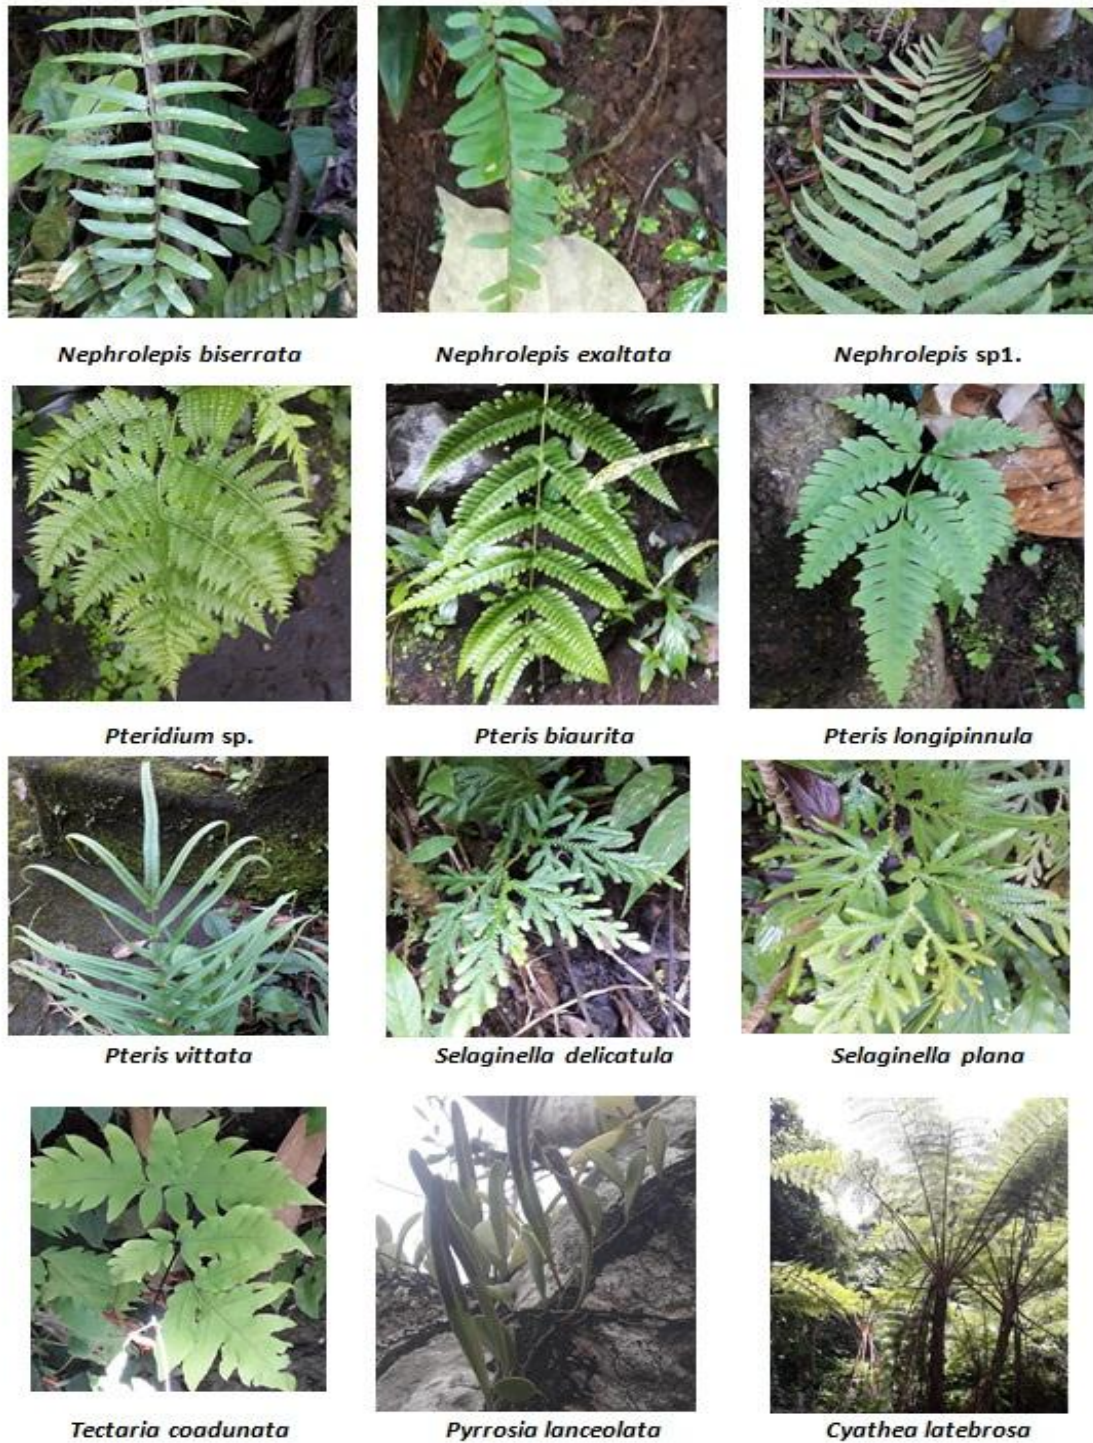 Nephrolepis biserrata
Nephrolepis exaltata
Nephrolepis sp1.
Pteridium sp.
Pteris biaurita
Pteris longipinnula
Pteris vittata
Selaginella delicatula
Selaginella plana
Tectaria coadunata
Pyrrosia lanceolata
Cyathea latebrosa